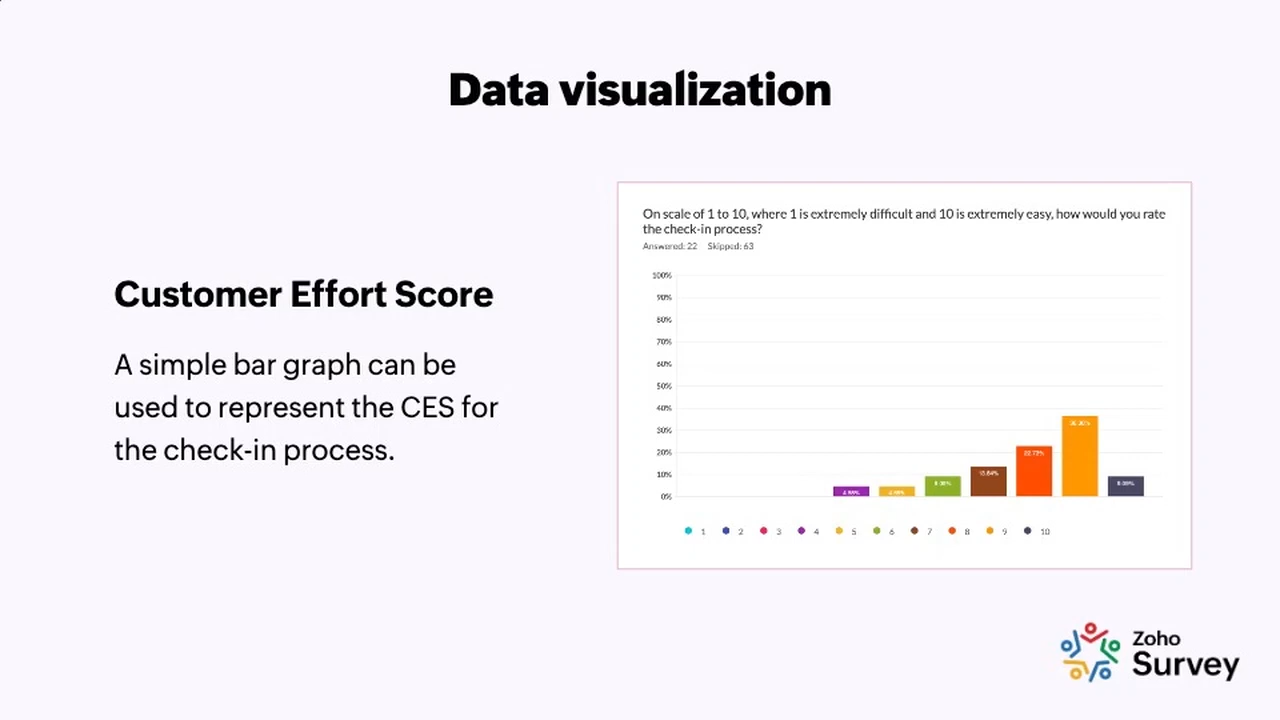 Data visualization
Customer Effort Score
A simple bar graph can be
used to represent the CES for
the check-in process.
On scale of 1 to 10, where 1 is extremely difficult and 10 is extremely easy, how would you rate
the check-in process?
Answered: 22 Skipped: 63
100%
90%
80%
70%
60%
50%
40%
30%
20%
10%
0%
22.73%
13.64%
1 2 3 4 5 6 7 8 9 10
Zoho
Survey